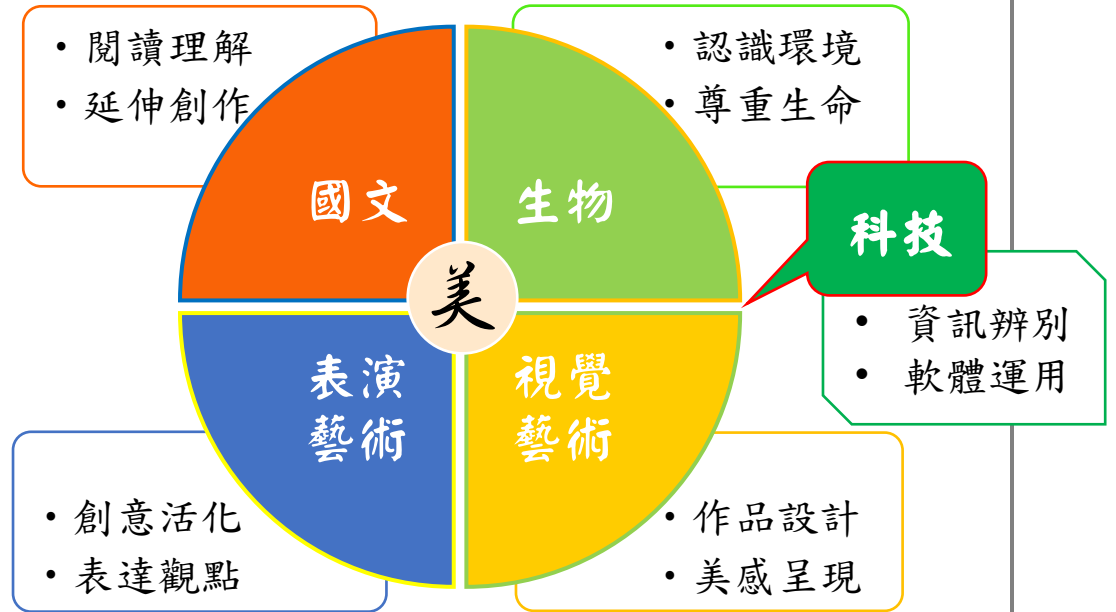 • 閱讀理解
• 延伸創作
• 認識環境
• 尊重生命
國文
生物
科技
美
• 資訊辨別
• 軟體運用
表演
藝術
視覺
藝術
• 創意活化
• 表達觀點
• 作品設計
• 美感呈現